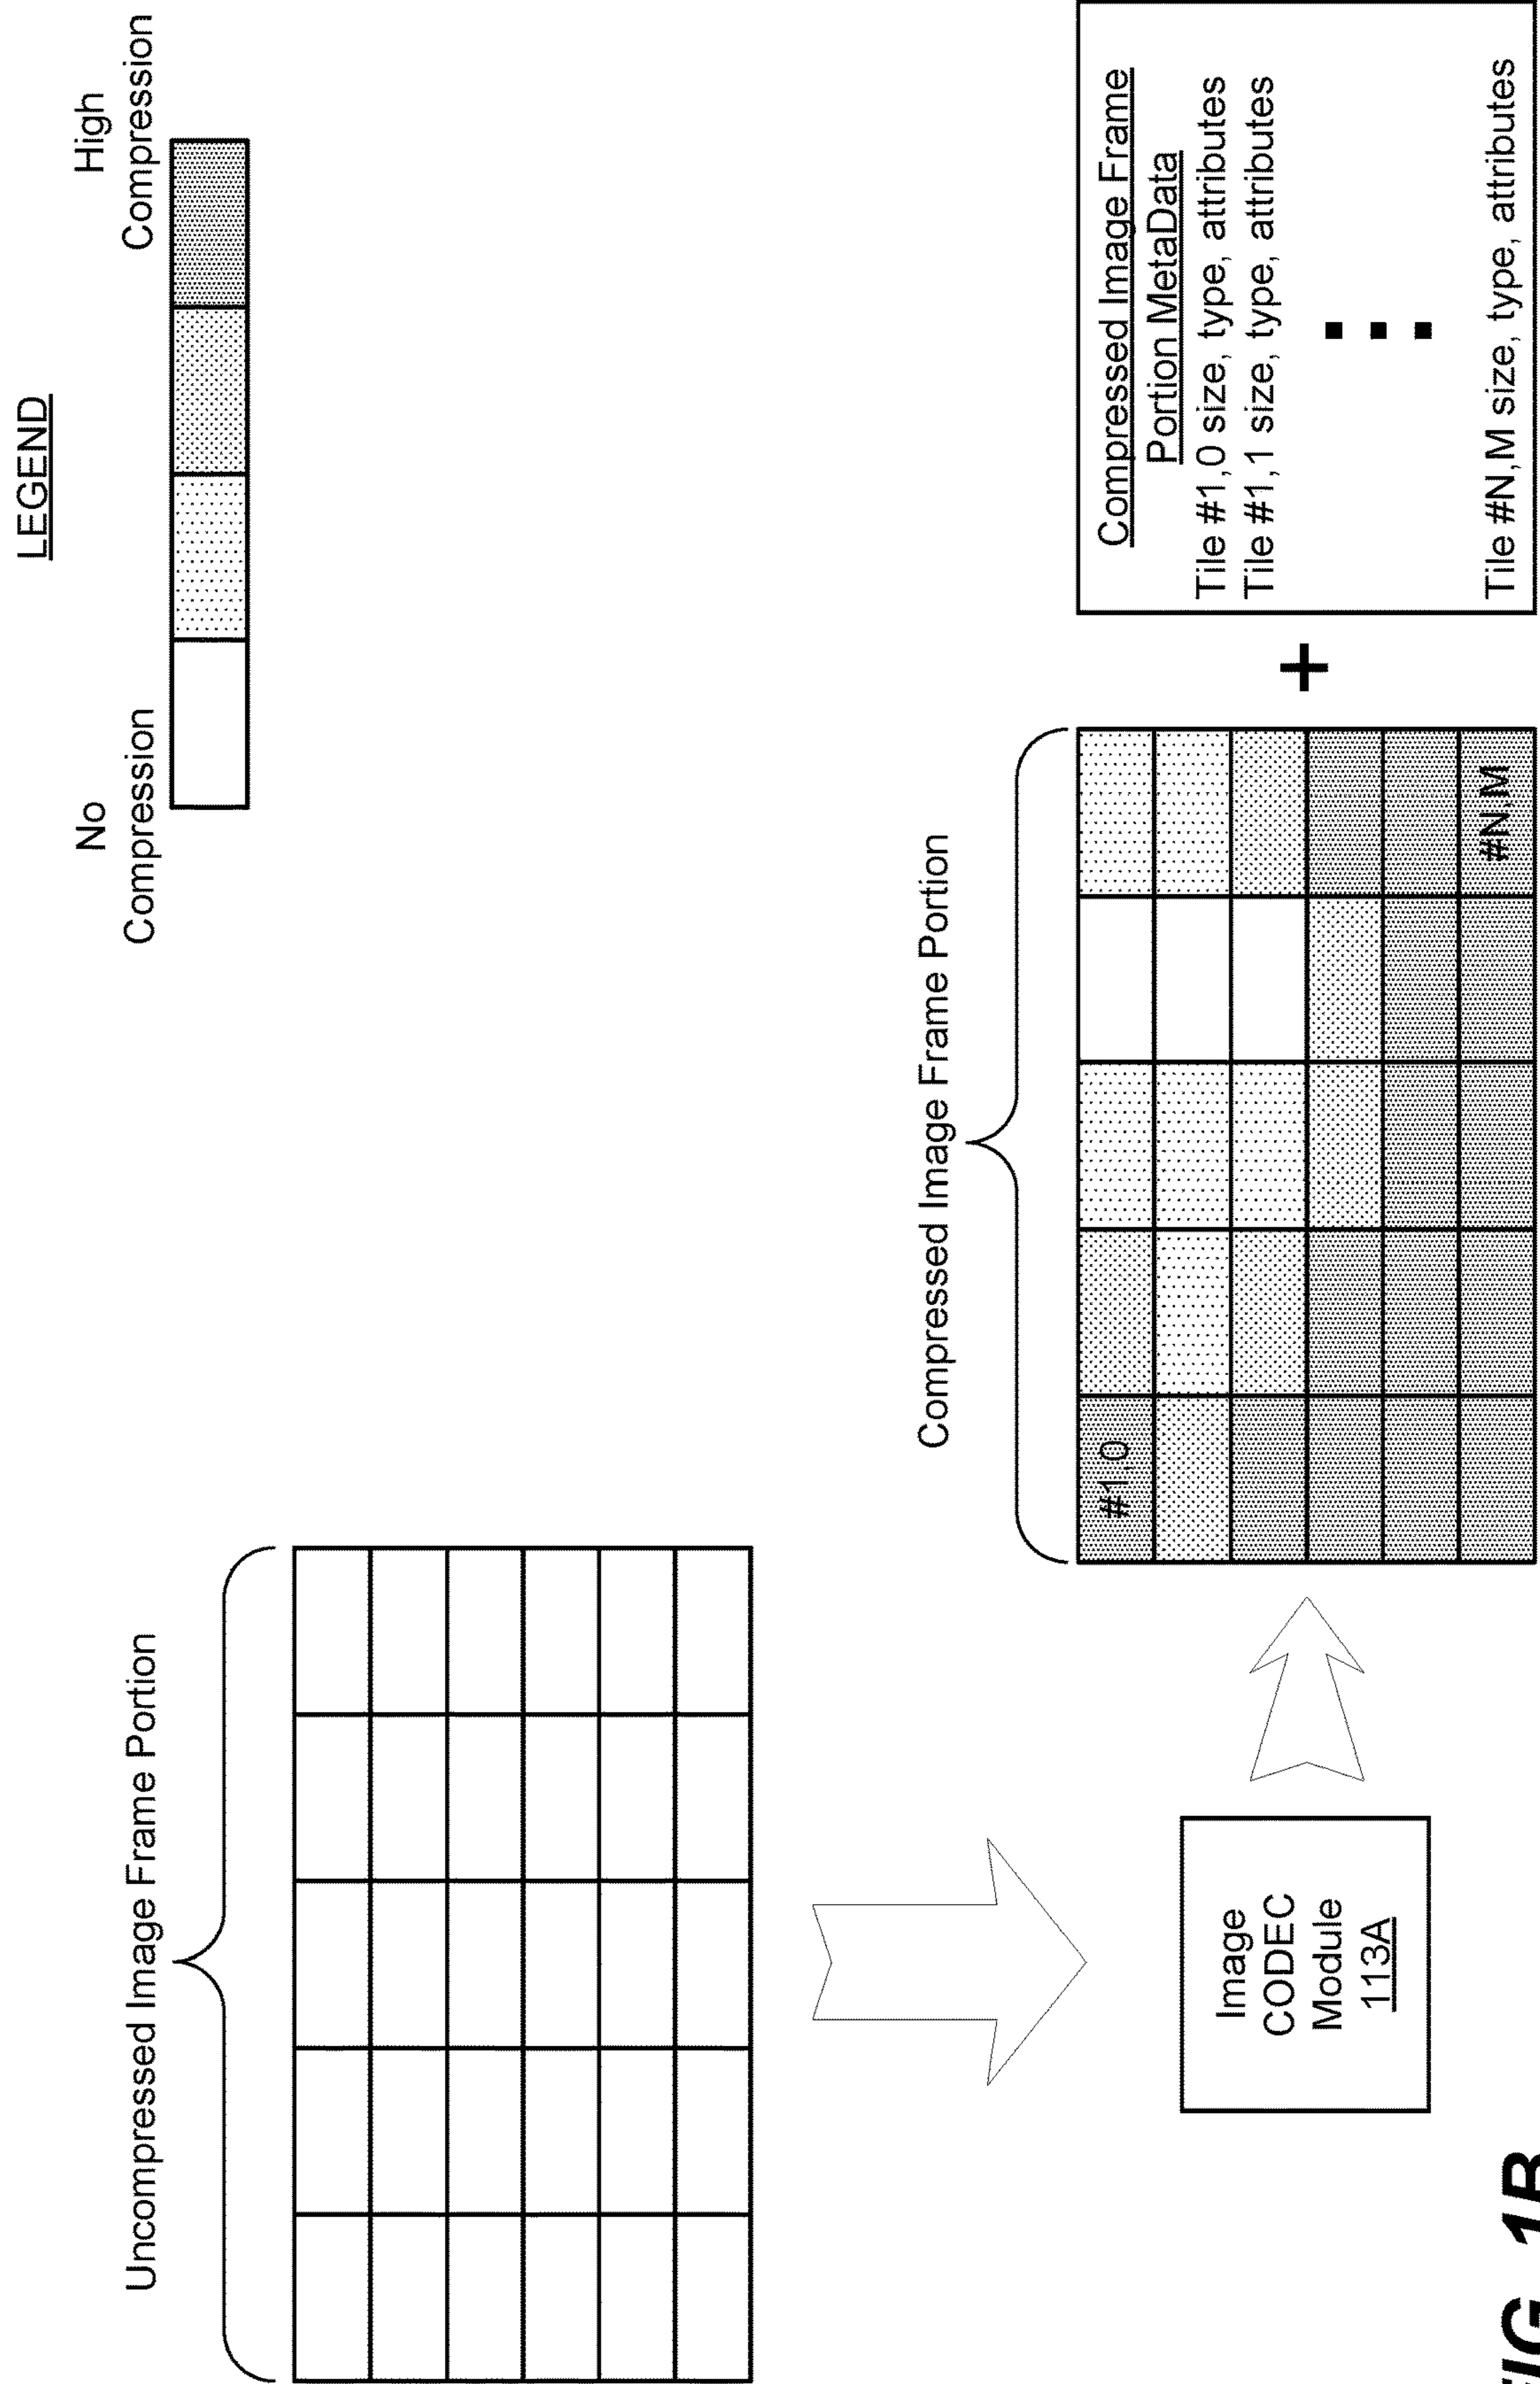 LEGEND
No
Compression
High
Compression
Uncompressed Image Frame Portion
Image
CODEC
Module
113A
Compressed Image Frame Portion
#1,0
#N,M
+
Compressed Image Frame
Portion MetaData
Tile #1,0 size, type, attributes
Tile #1,1 size, type, attributes
Tile #N,M size, type, attributes
FIG. 1B